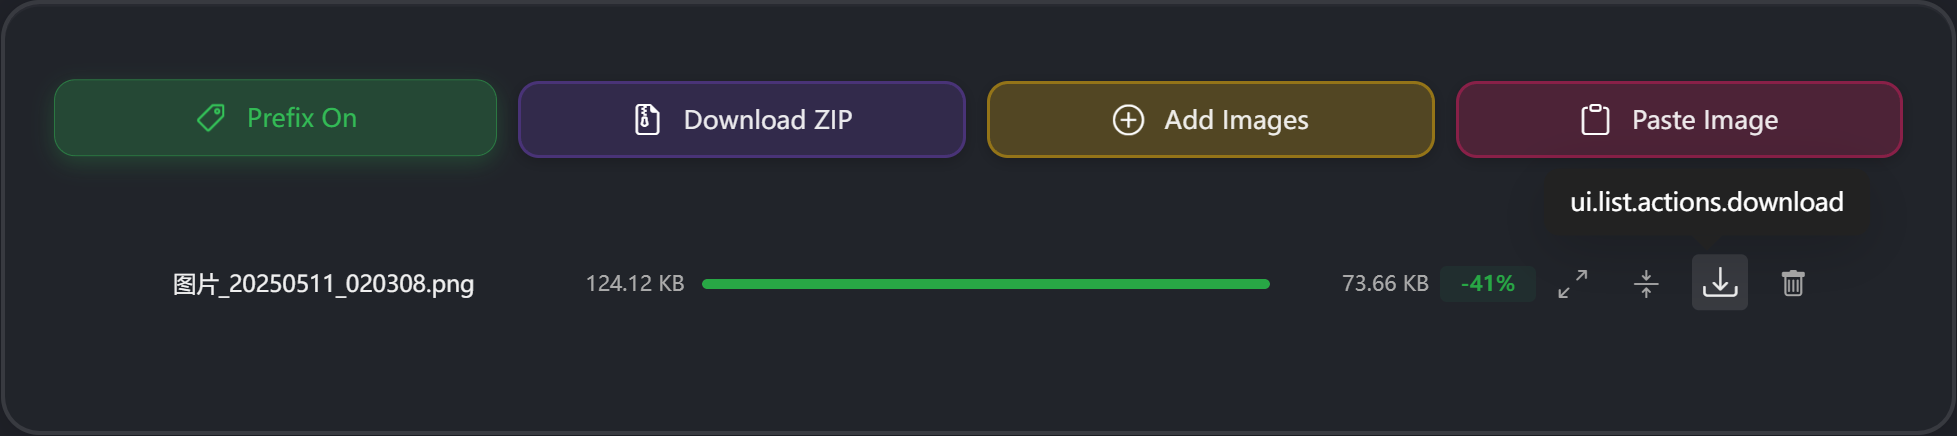 Prefix On
Download ZIP
Add Images
Paste Image
ui.list.actions.download
图片_20250511_020308.png
124.12 KB
73.66 KB
-41%